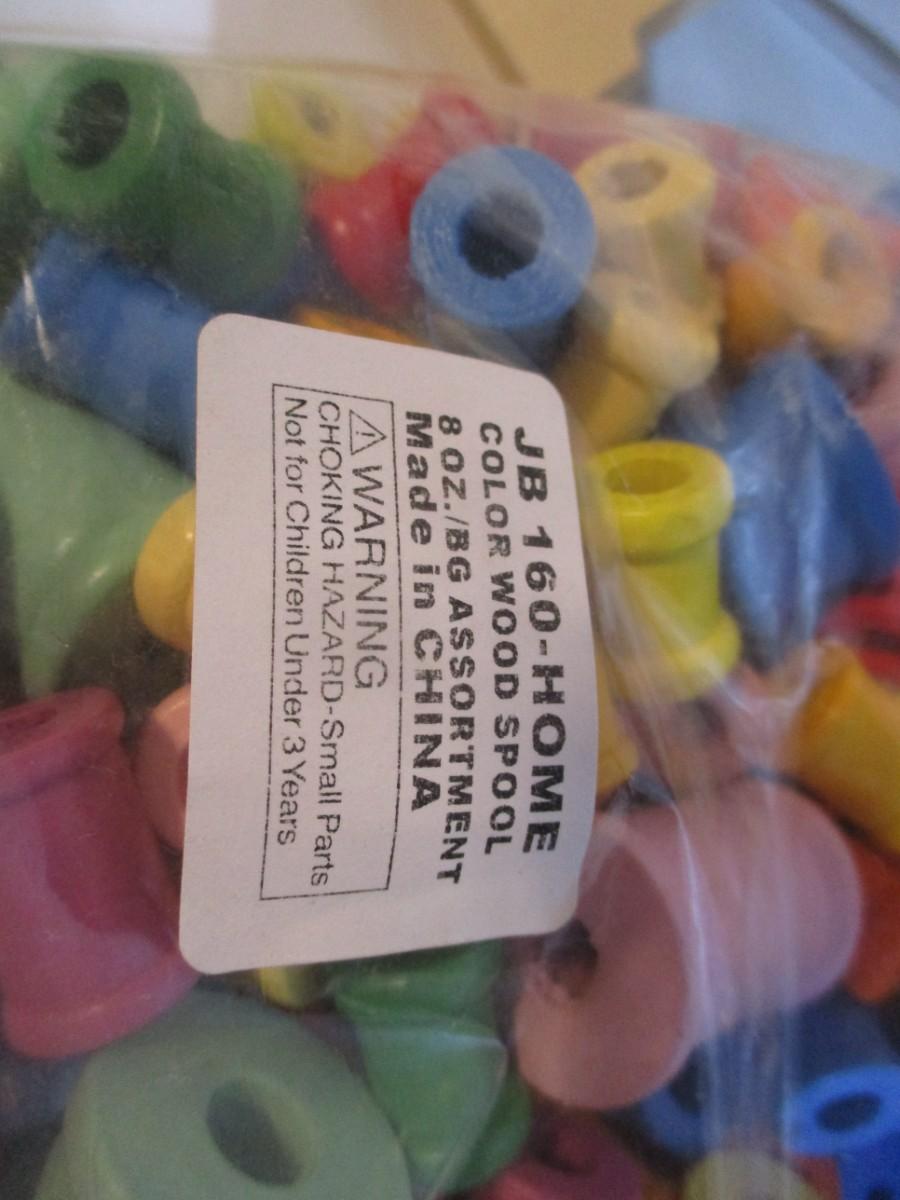 JB 160-HOME
COLOR WOOD SPOOL
8 OZ./BG ASSORTMENT
Made in CHINA
⚠ WARNING
CHOKING HAZARD-Small Parts
Not for Children Under 3 Years